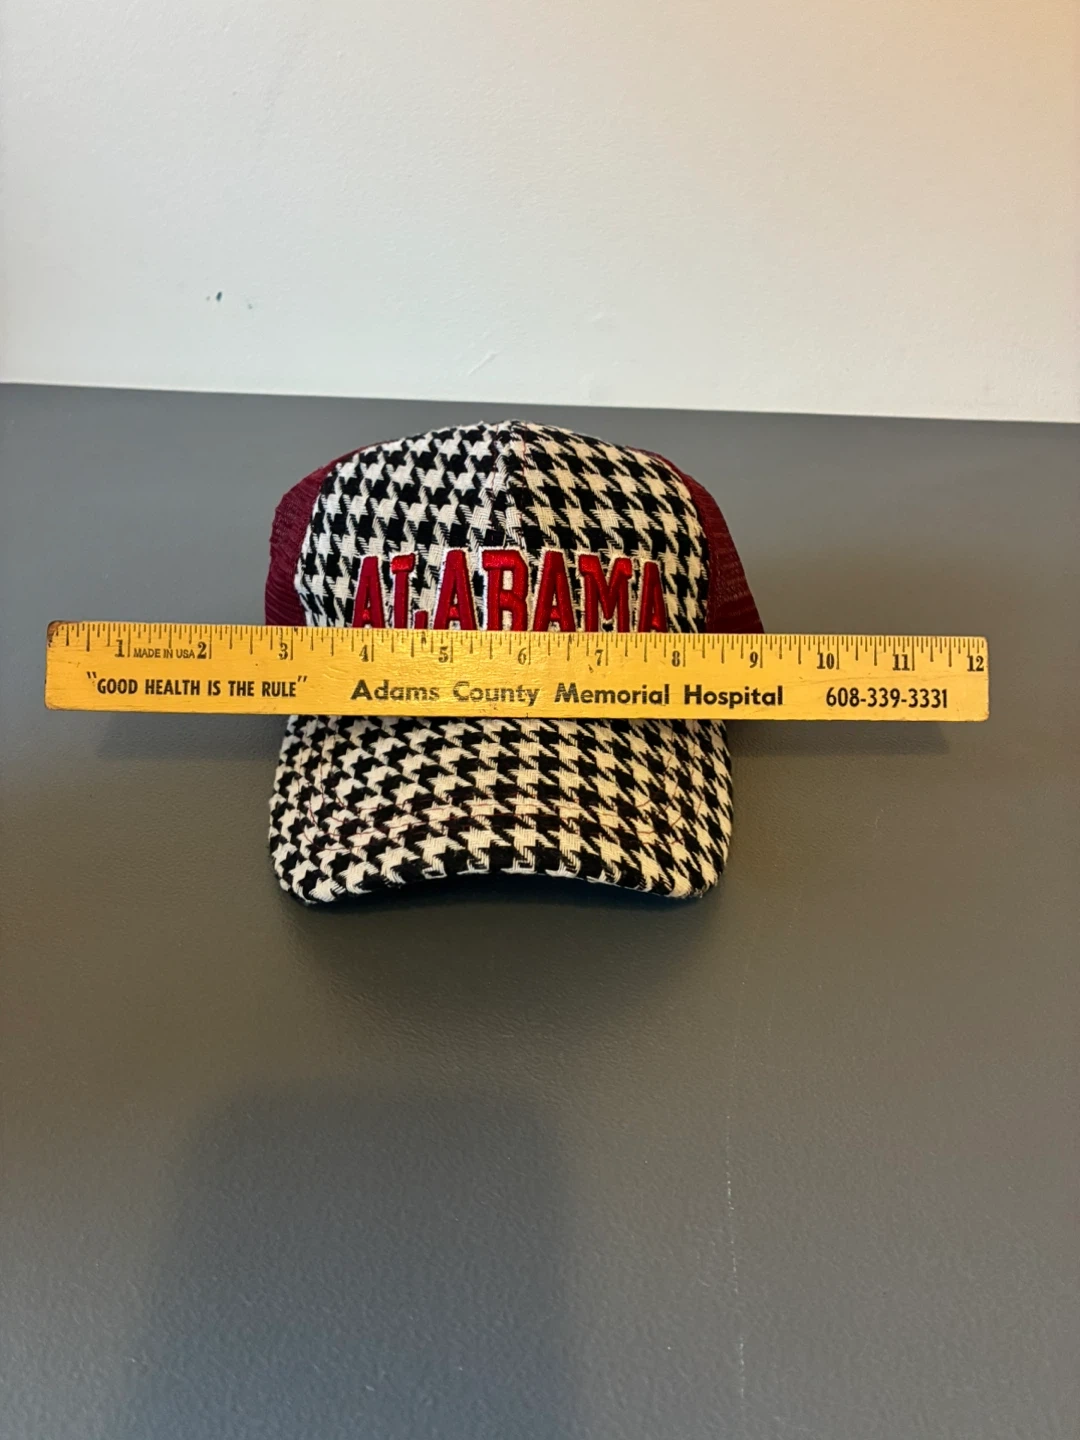 ALABAMA
1 MADE IN USA 2 3 4 5 6 7 8 9 10 11 12
"GOOD HEALTH IS THE RULE" Adams County Memorial Hospital 608-339-3331